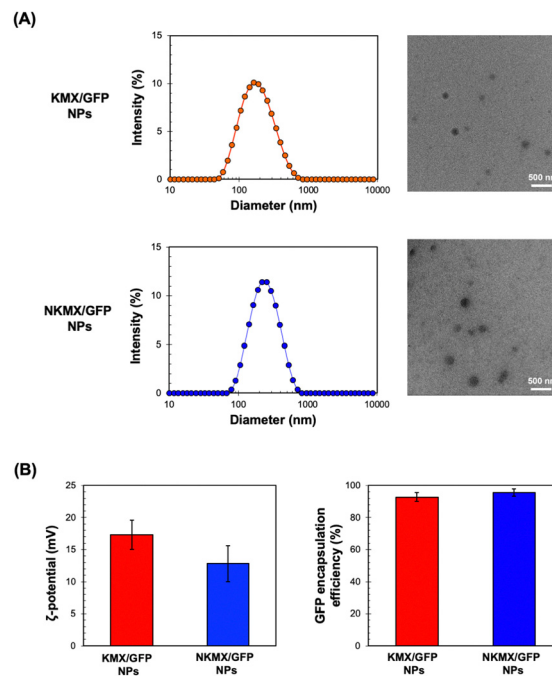 (A)
KMX/GFP
NPs
Intensity (%)
15
10
5
0
10
100
1000
10000
Diameter (nm)
500 nm
NKMX/GFP
NPs
Intensity (%)
15
10
5
0
10
100
1000
10000
Diameter (nm)
500 nm
(B)
ζ-potential (mV)
25
20
15
10
5
0
KMX/GFP
NPs
NKMX/GFP
NPs
GFP encapsulation
efficiency (%)
100
80
60
40
20
0
KMX/GFP
NPs
NKMX/GFP
NPs